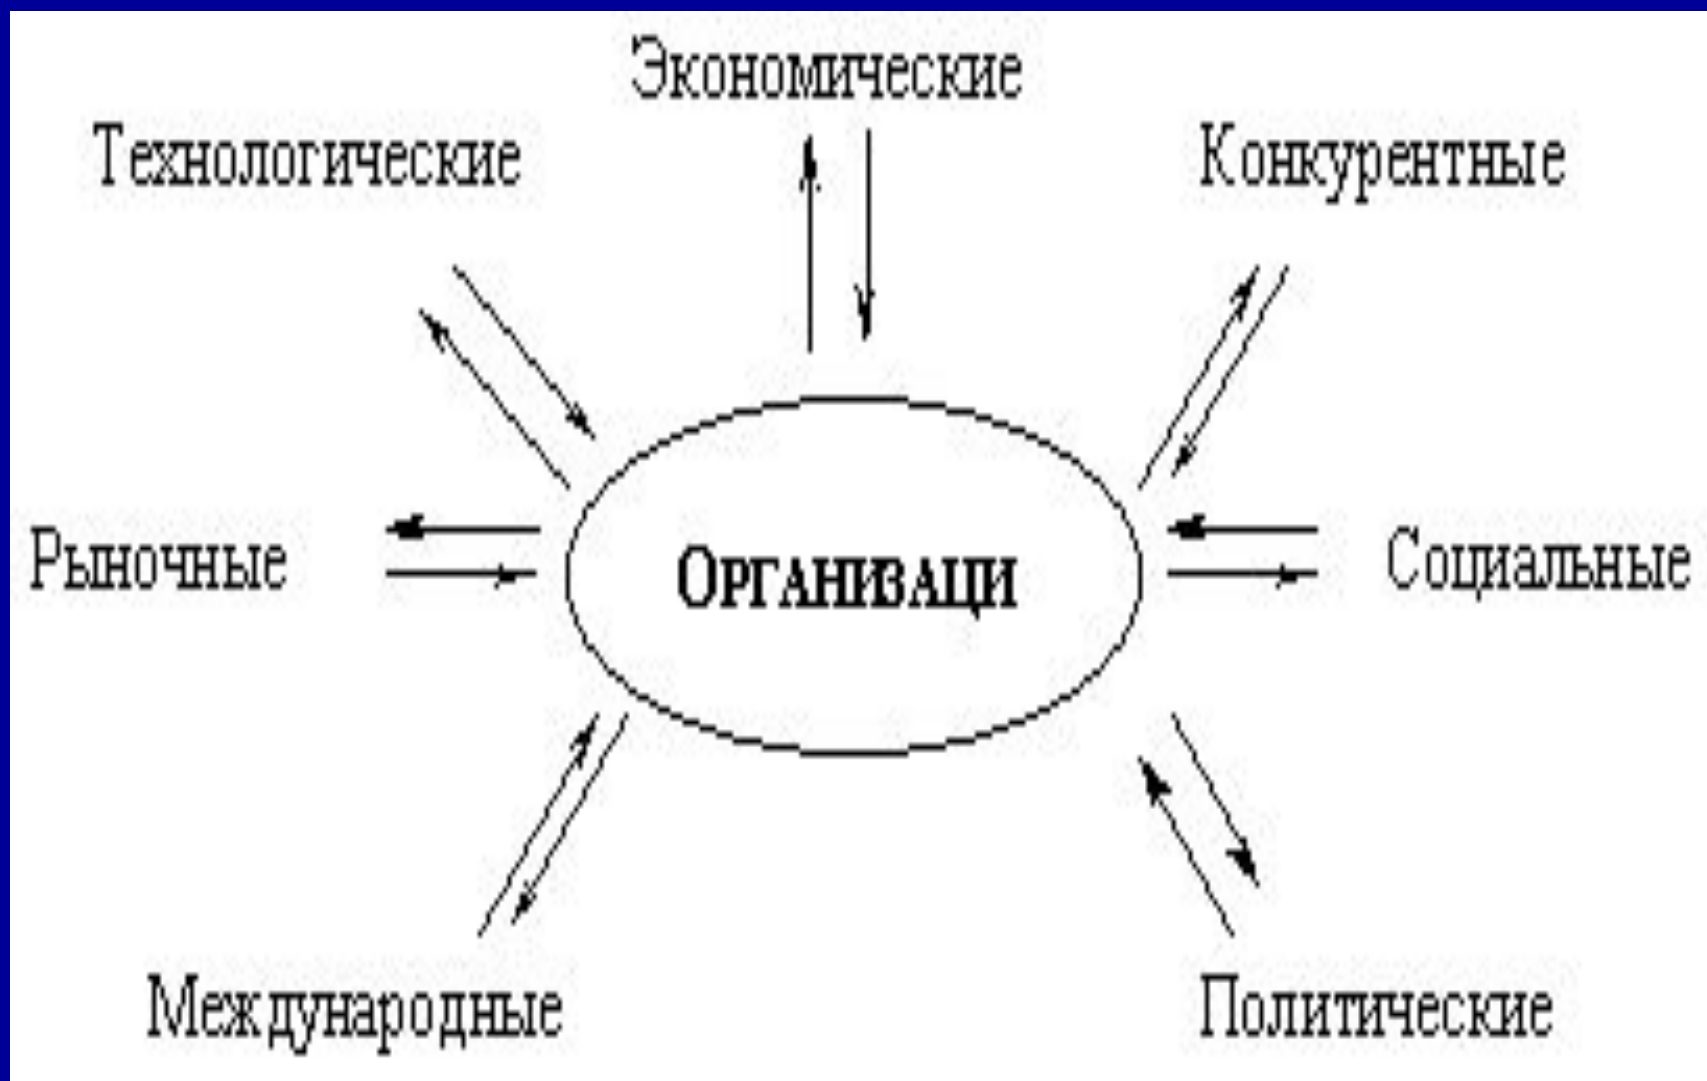 Экономические
Технологические
Конкурентные
Рыночные
ОРГАНИЗАЦИ
Социальные
Международные
Политические